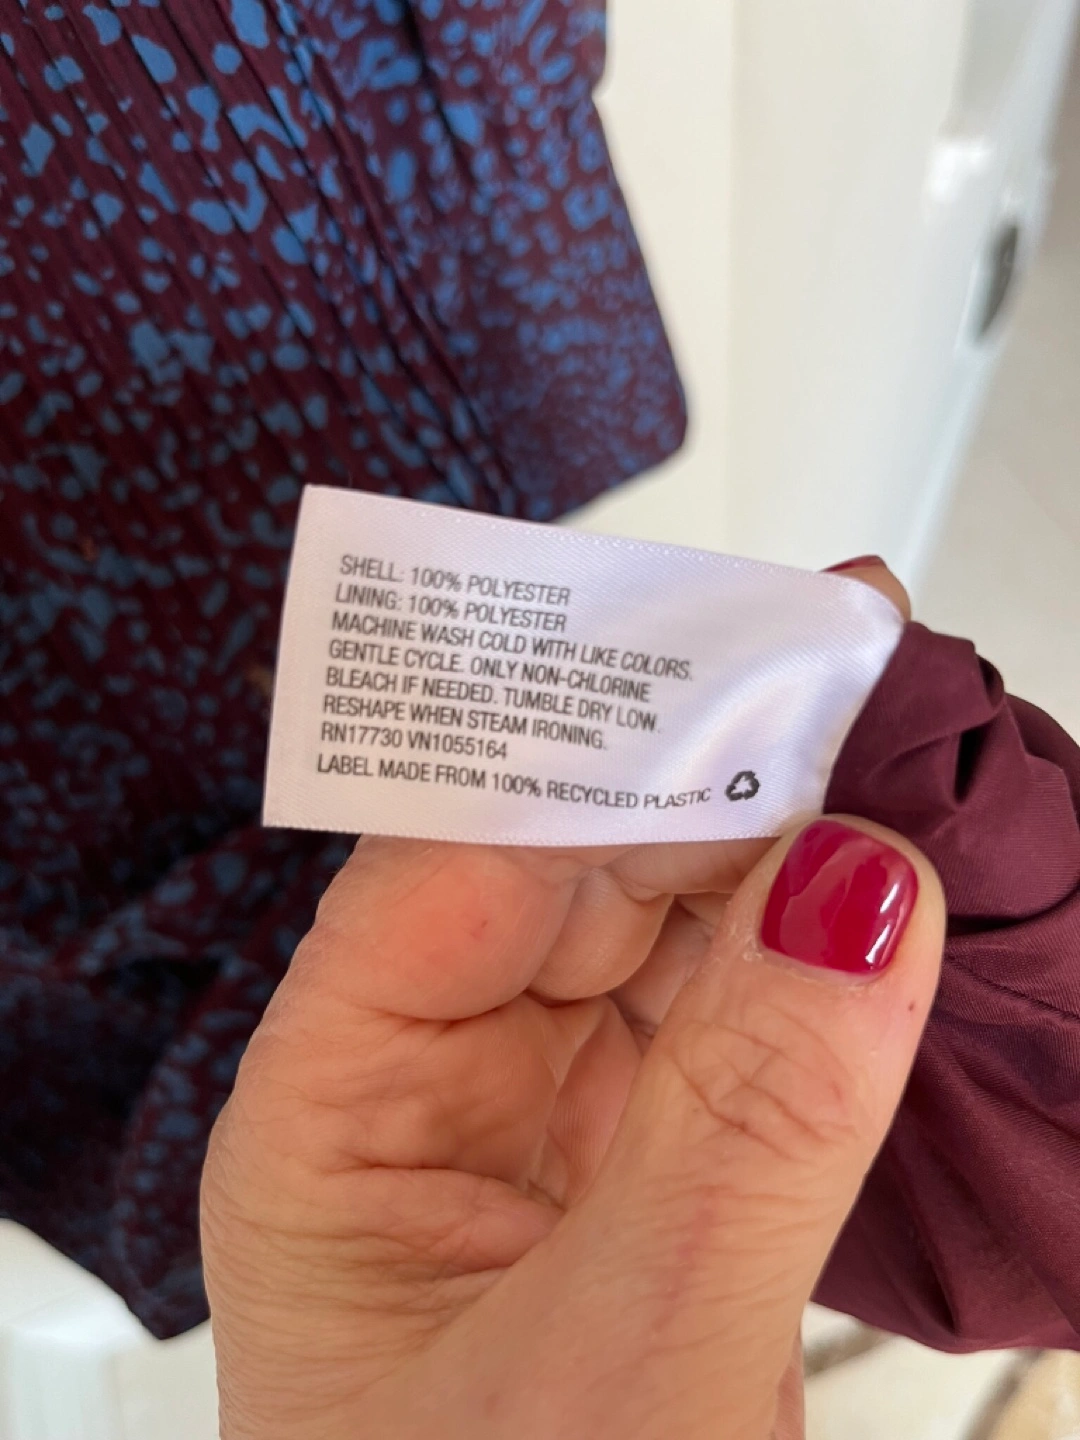 SHELL: 100% POLYESTER
LINING: 100% POLYESTER
MACHINE WASH COLD WITH LIKE COLORS.
GENTLE CYCLE. ONLY NON-CHLORINE
BLEACH IF NEEDED. TUMBLE DRY LOW.
RESHAPE WHEN STEAM IRONING.
RN17730 VN1055164
LABEL MADE FROM 100% RECYCLED PLASTIC